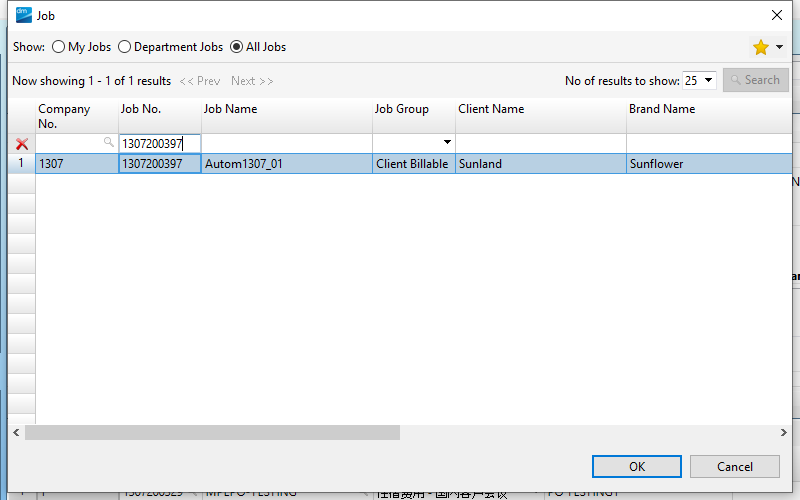 dm Job
Show: My Jobs Department Jobs All Jobs
Now showing 1 - 1 of 1 results << Prev Next >> No of results to show: 25 Search
Company No. Job No. Job Name Job Group Client Name Brand Name
1307200397
1 1307 1307200397 Autom1307_01 Client Billable Sunland Sunflower
OK Cancel